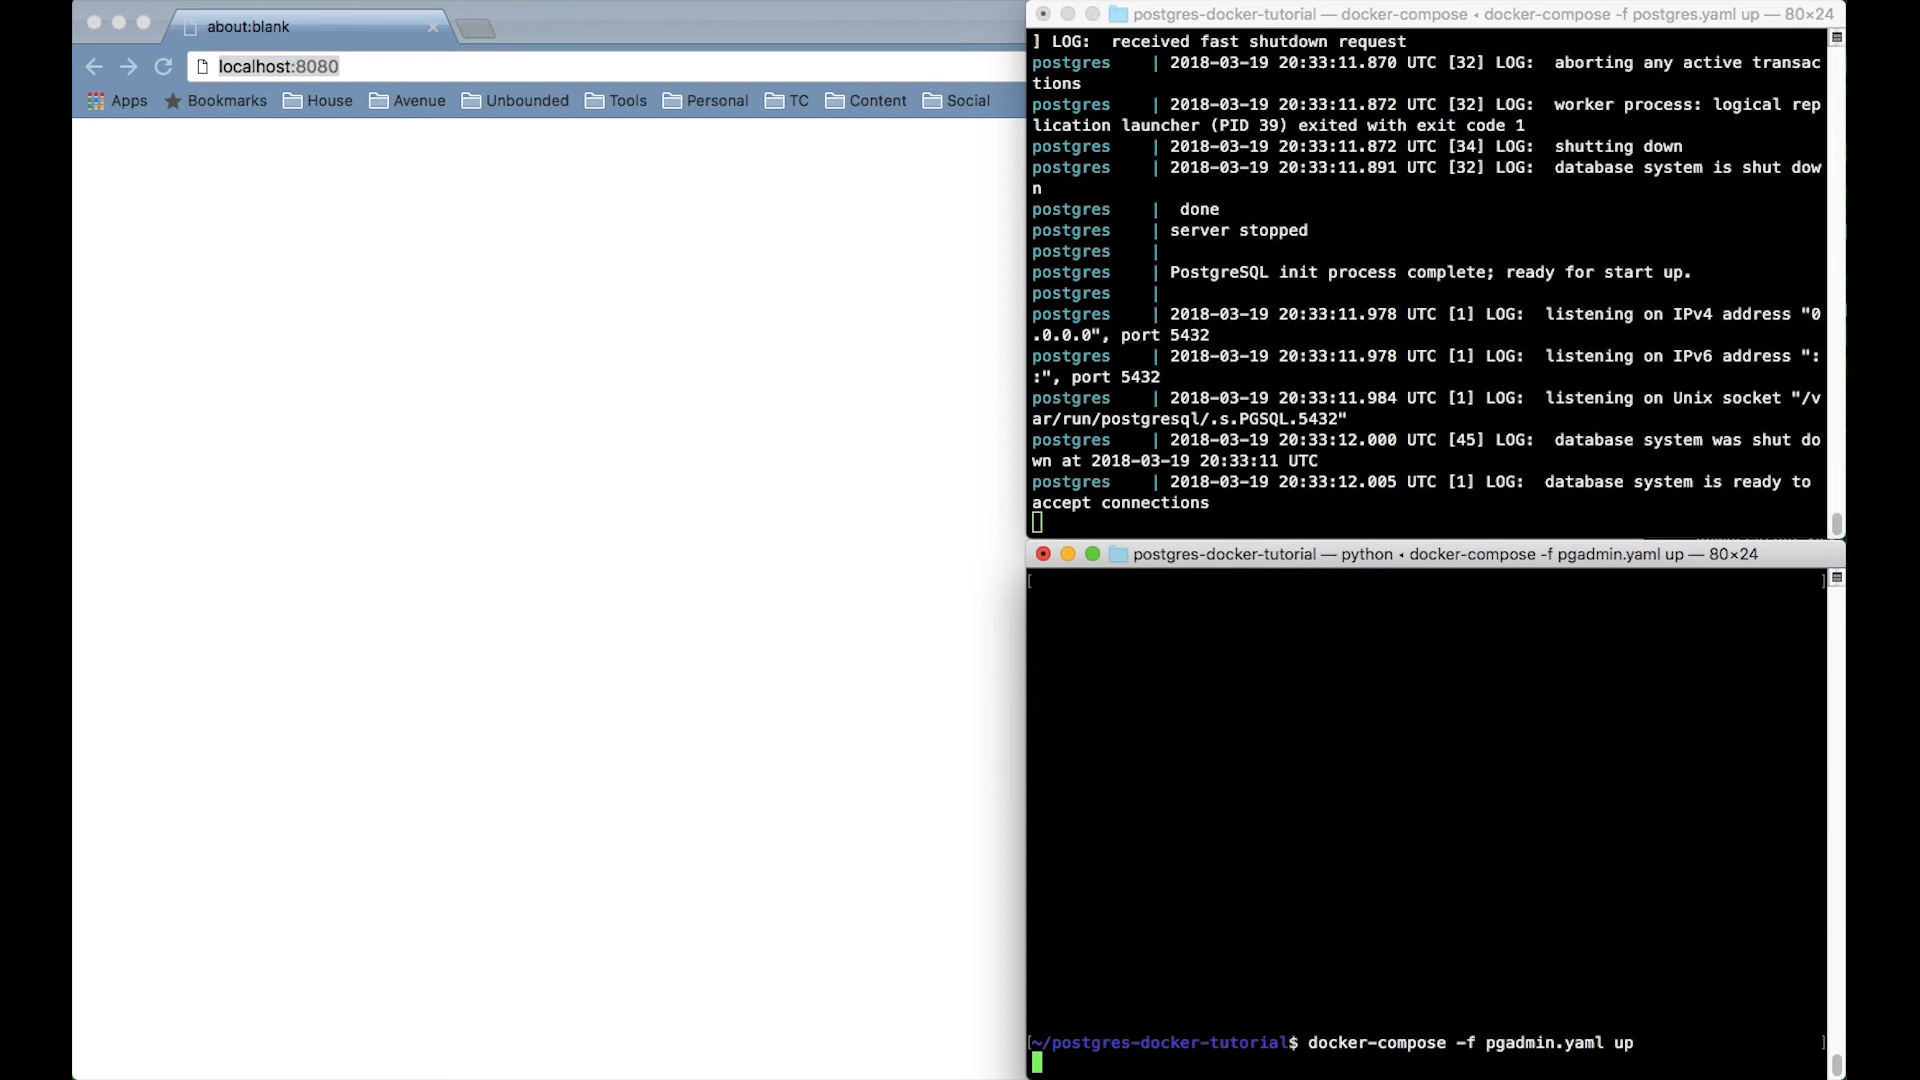 about:blank
localhost:8080
Apps Bookmarks House Avenue Unbounded Tools Personal TC Content Social
postgres-docker-tutorial — docker-compose ◂ docker-compose -f postgres.yaml up — 80×24
] LOG:  received fast shutdown request
postgres    | 2018-03-19 20:33:11.870 UTC [32] LOG:  aborting any active transac
tions
postgres    | 2018-03-19 20:33:11.872 UTC [32] LOG:  worker process: logical rep
lication launcher (PID 39) exited with exit code 1
postgres    | 2018-03-19 20:33:11.872 UTC [34] LOG:  shutting down
postgres    | 2018-03-19 20:33:11.891 UTC [32] LOG:  database system is shut dow
n
postgres    |  done
postgres    | server stopped
postgres    |
postgres    | PostgreSQL init process complete; ready for start up.
postgres    |
postgres    | 2018-03-19 20:33:11.978 UTC [1] LOG:  listening on IPv4 address "0
.0.0.0", port 5432
postgres    | 2018-03-19 20:33:11.978 UTC [1] LOG:  listening on IPv6 address ":
:", port 5432
postgres    | 2018-03-19 20:33:11.984 UTC [1] LOG:  listening on Unix socket "/v
ar/run/postgresql/.s.PGSQL.5432"
postgres    | 2018-03-19 20:33:12.000 UTC [45] LOG:  database system was shut do
wn at 2018-03-19 20:33:11 UTC
postgres    | 2018-03-19 20:33:12.005 UTC [1] LOG:  database system is ready to
accept connections
postgres-docker-tutorial — python ◂ docker-compose -f pgadmin.yaml up — 80×24
[ ]
[~/postgres-docker-tutorial$ docker-compose -f pgadmin.yaml up ]